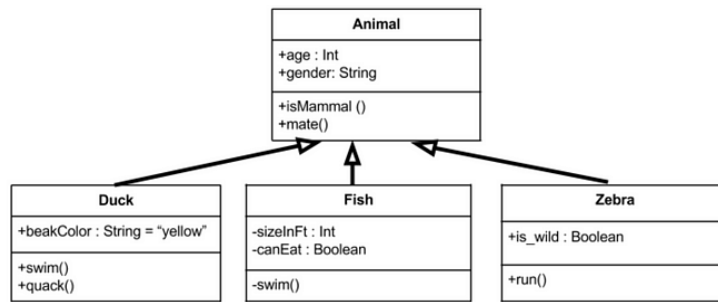 Animal
+age : Int
+gender: String
+isMammal ()
+mate()
Duck
+beakColor : String = “yellow”
+swim()
+quack()
Fish
-sizeInFt : Int
-canEat : Boolean
-swim()
Zebra
+is_wild : Boolean
+run()